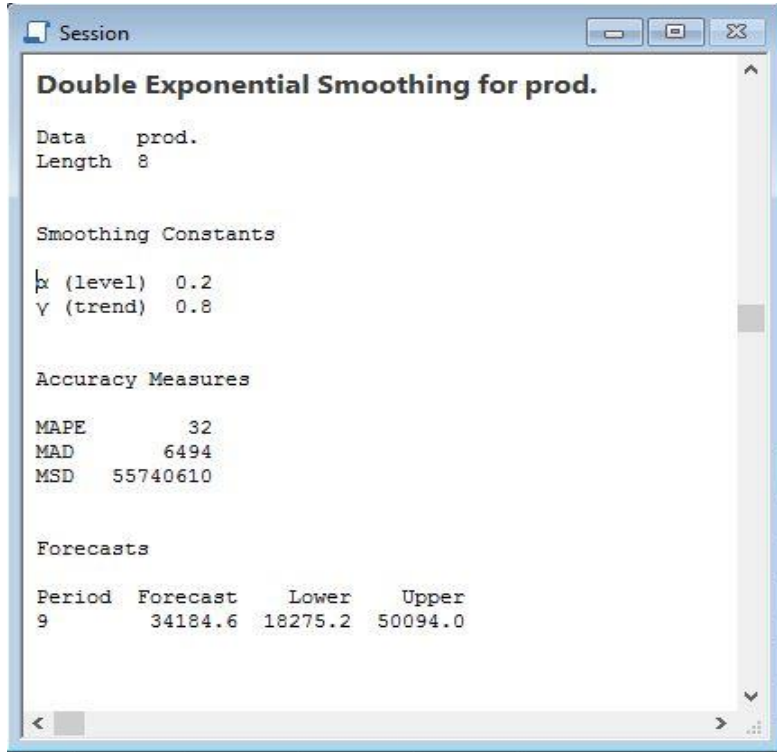 Session
Double Exponential Smoothing for prod.
Data prod.
Length 8
Smoothing Constants
α (level) 0.2
γ (trend) 0.8
Accuracy Measures
MAPE 32
MAD 6494
MSD 55740610
Forecasts
Period Forecast Lower Upper
9 34184.6 18275.2 50094.0